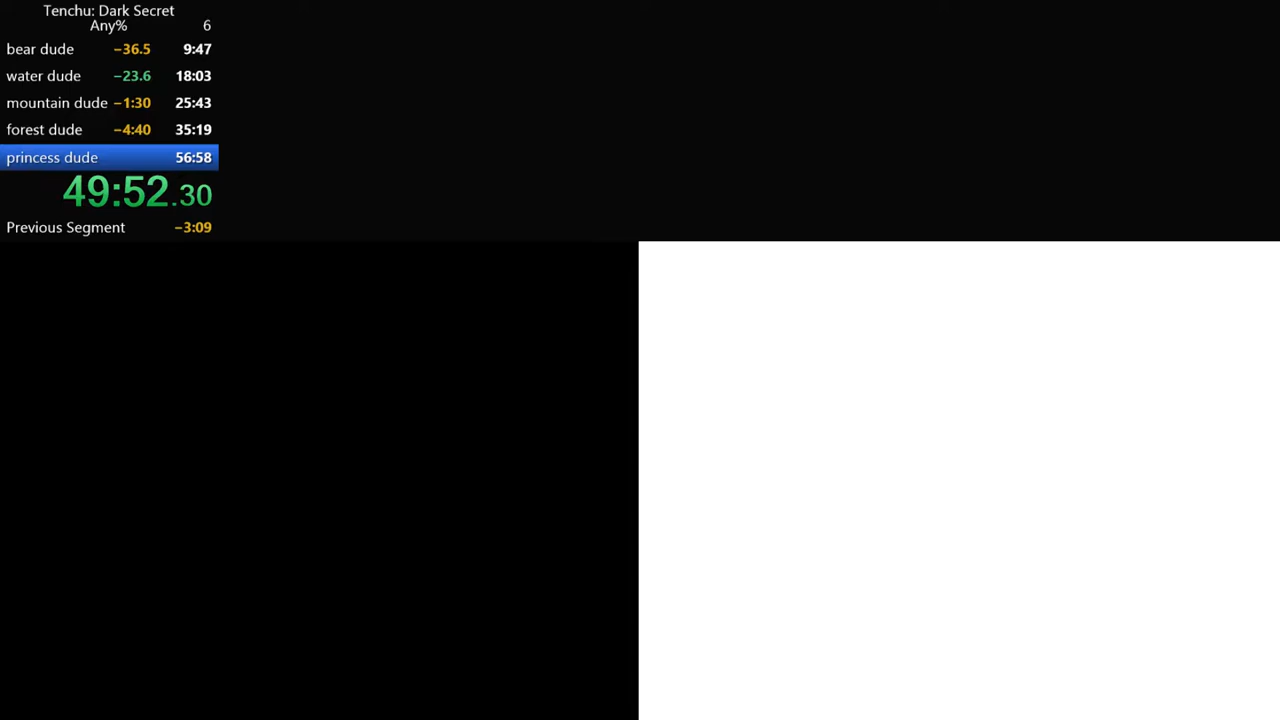 Tenchu: Dark Secret
Any% 6
bear dude −36.5 9:47
water dude −23.6 18:03
mountain dude −1:30 25:43
forest dude −4:40 35:19
princess dude 56:58
49:52.30
Previous Segment −3:09